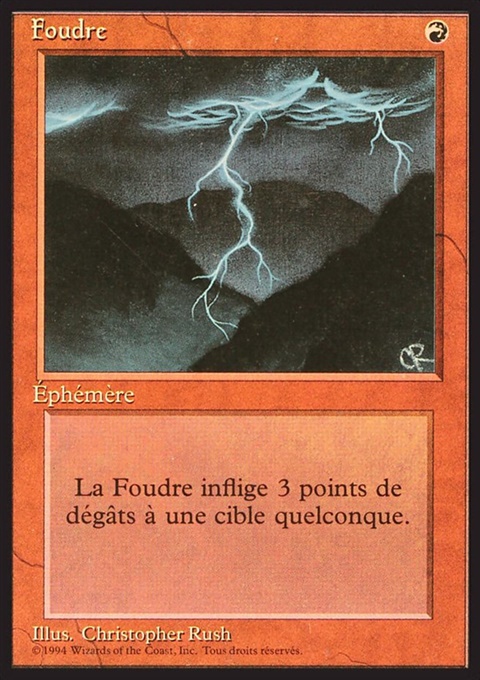 Foudre
CR
Éphémère
La Foudre inflige 3 points de
dégâts à une cible quelconque.
Illus. Christopher Rush
©1994 Wizards of the Coast, Inc. Tous droits réservés.